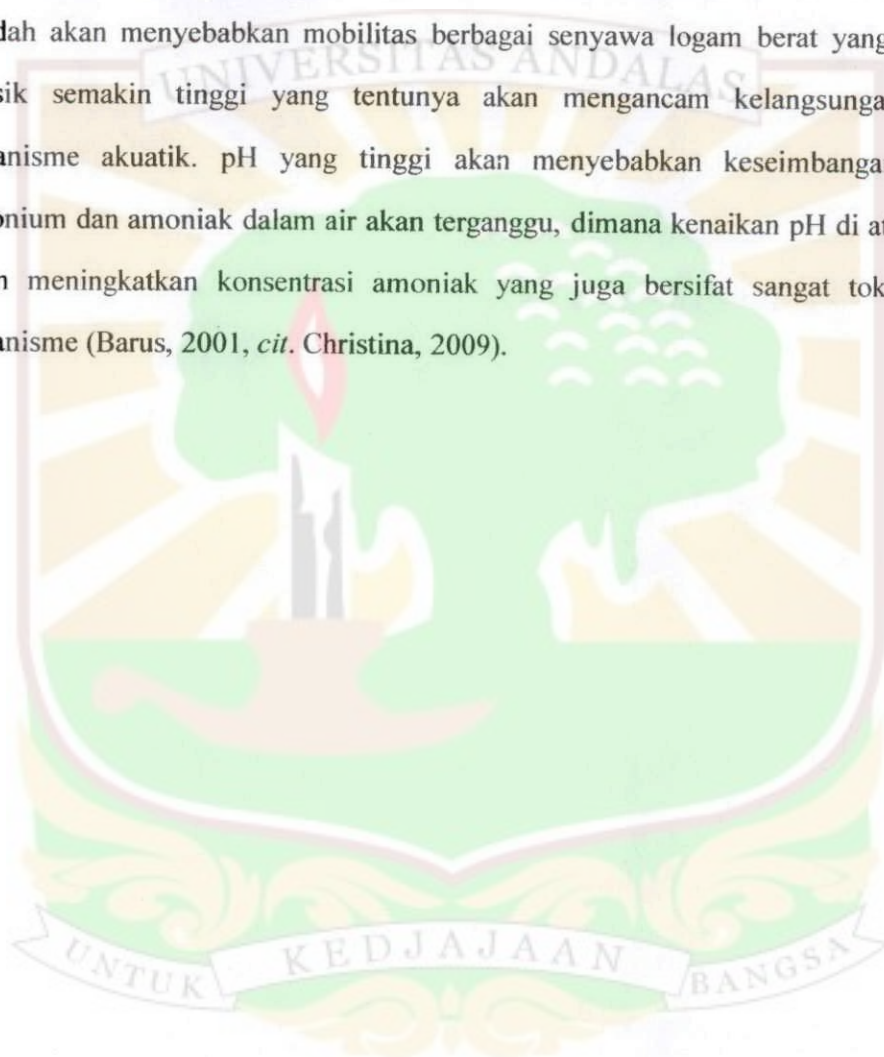 dah akan menyebabkan mobilitas berbagai senyawa logam berat yang
sik semakin tinggi yang tentunya akan mengancam kelangsunga
anisme akuatik. pH yang tinggi akan menyebabkan keseimbanga
onium dan amoniak dalam air akan terganggu, dimana kenaikan pH di a
meningkatkan konsentrasi amoniak yang juga bersifat sangat tok
anisme (Barus, 2001, cit. Christina, 2009).
UNIVERSITAS ANDALAS
UNTUK KEDJAJAAN BANGSA